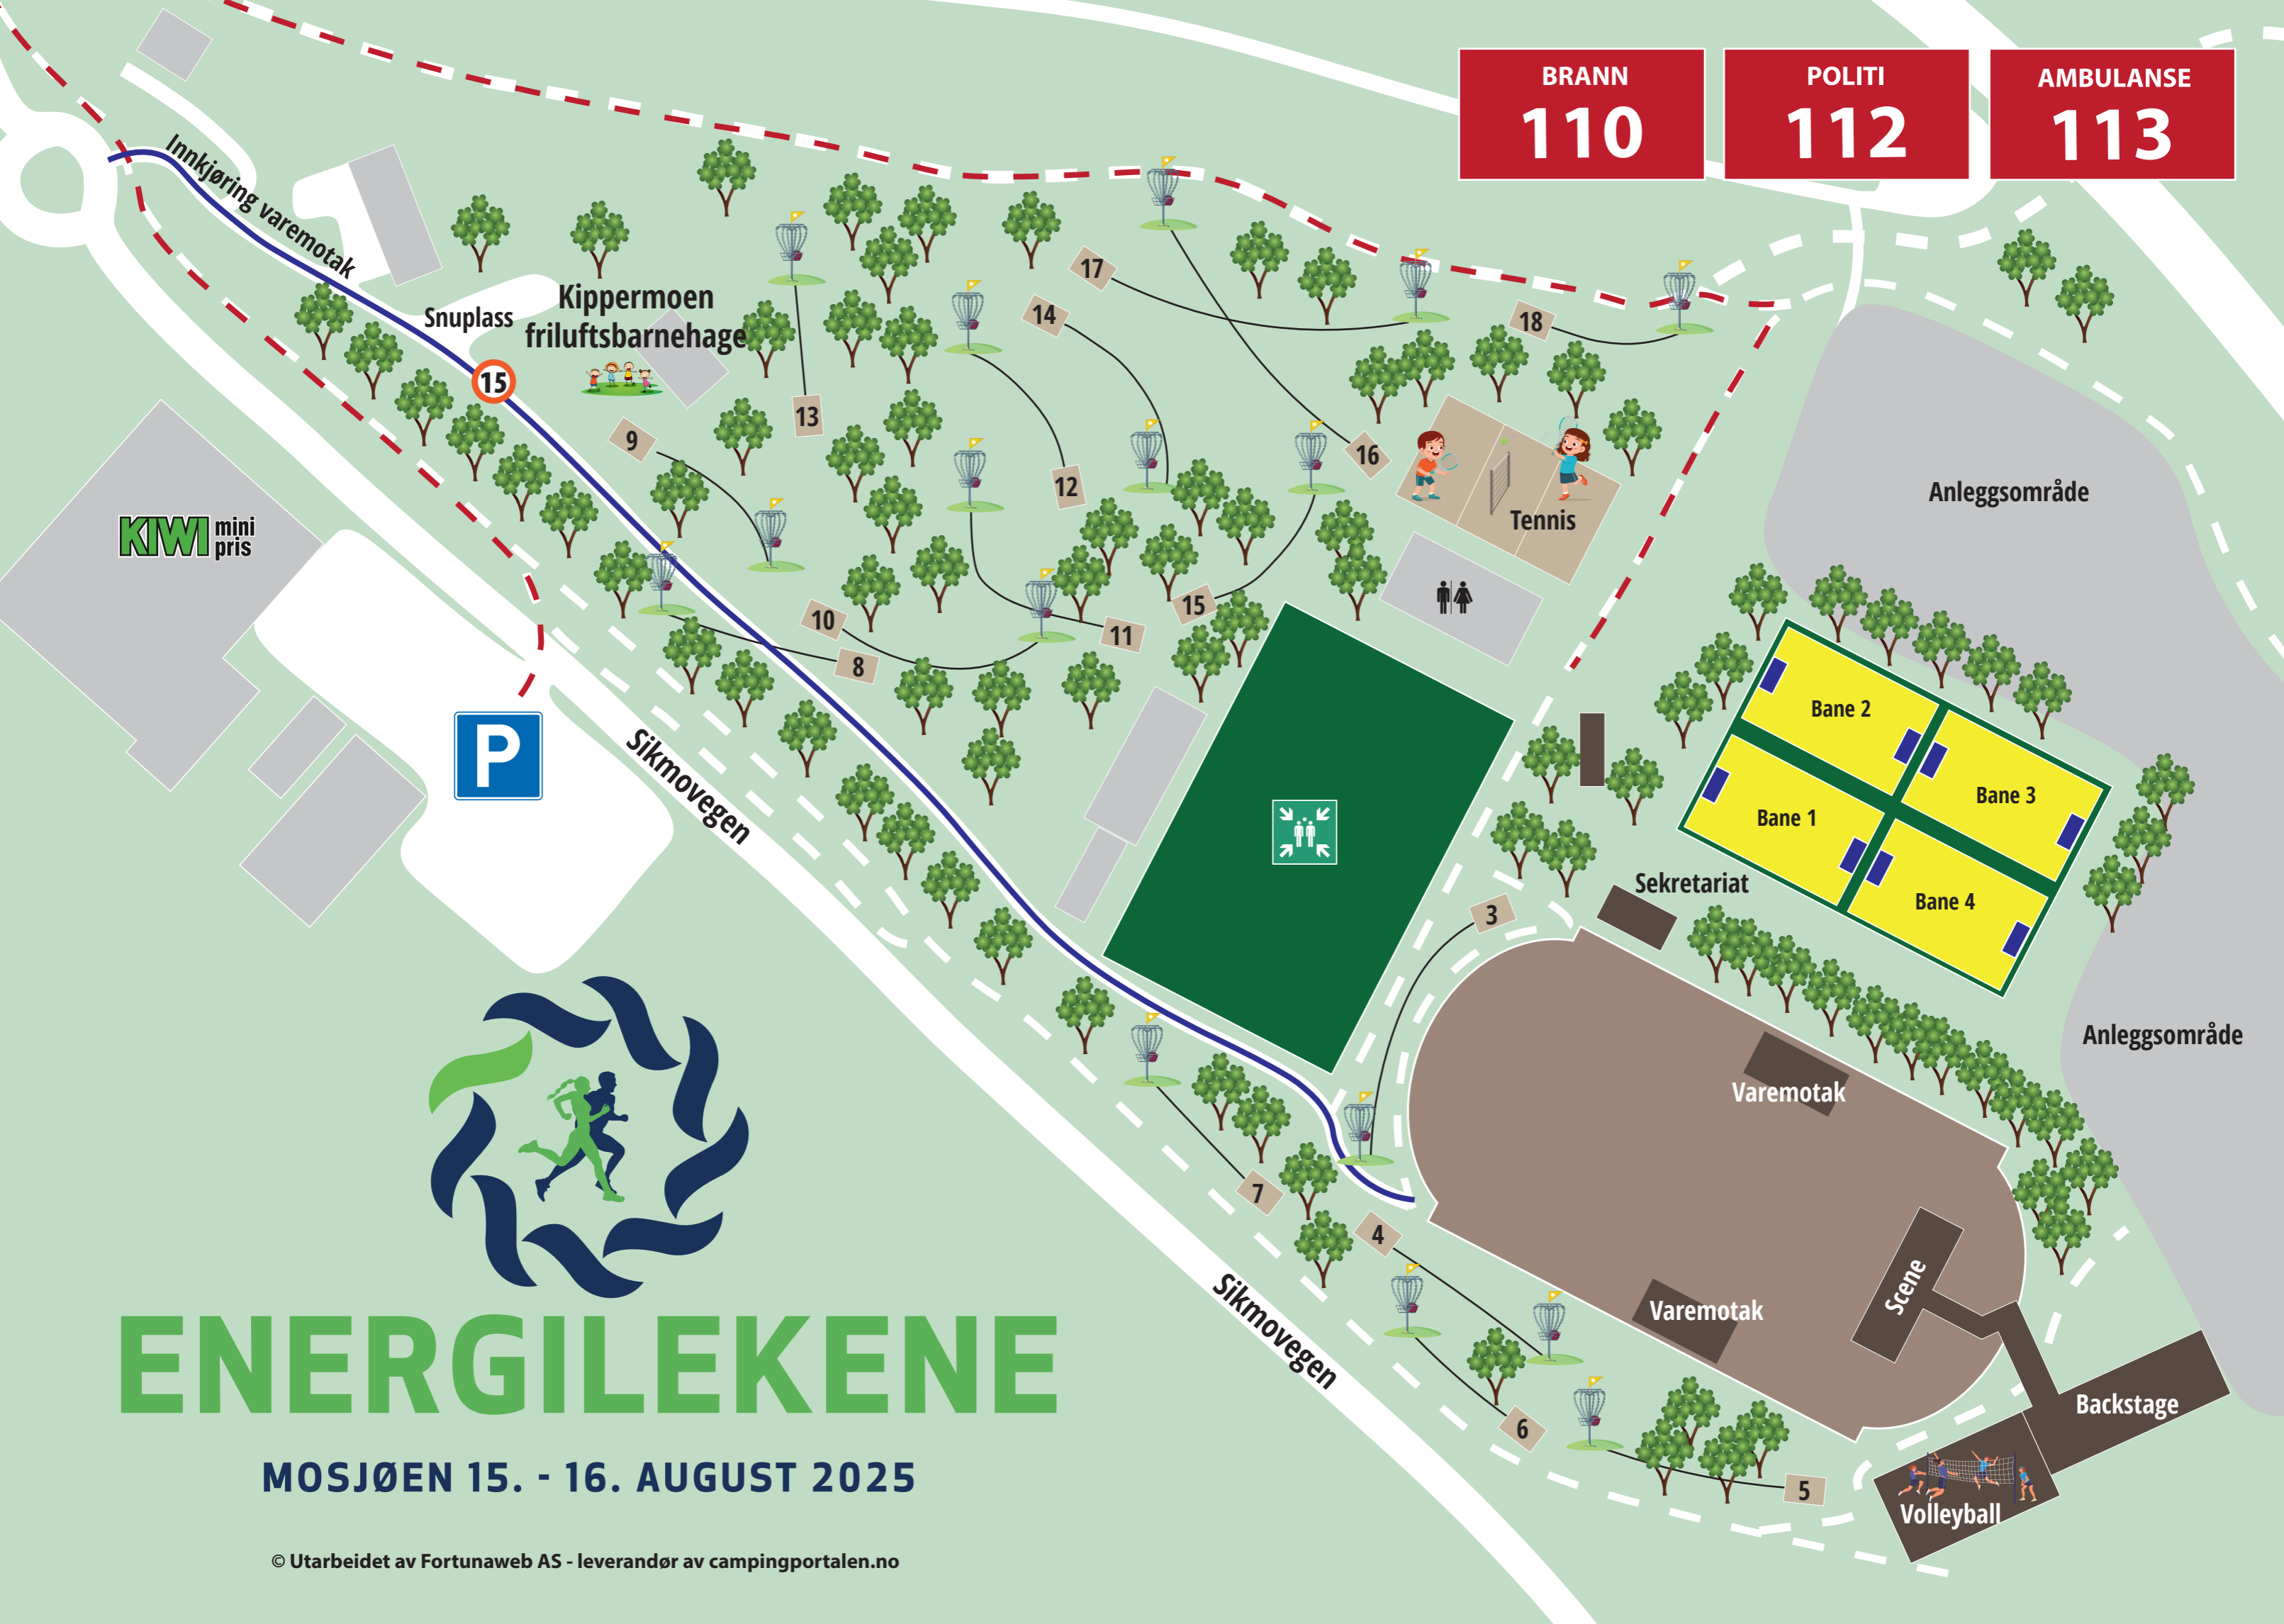 BRANN
110
POLITI
112
AMBULANSE
113
Innkjøring varemotak
Snuplass
15
Kippermoen
friluftsbarnehage
17
14
18
13
9
12
16
Tennis
Anleggsområde
KIWI mini
pris
10
15
11
8
P
Sikmovegen
Bane 2
Bane 3
Bane 1
Bane 4
Sekretariat
3
Anleggsområde
Varemotak
7
4
Scene
Varemotak
Sikmovegen
6
Backstage
5
Volleyball
ENERGILEKENE
MOSJØEN 15. - 16. AUGUST 2025
© Utarbeidet av Fortunaweb AS - leverandør av campingportalen.no